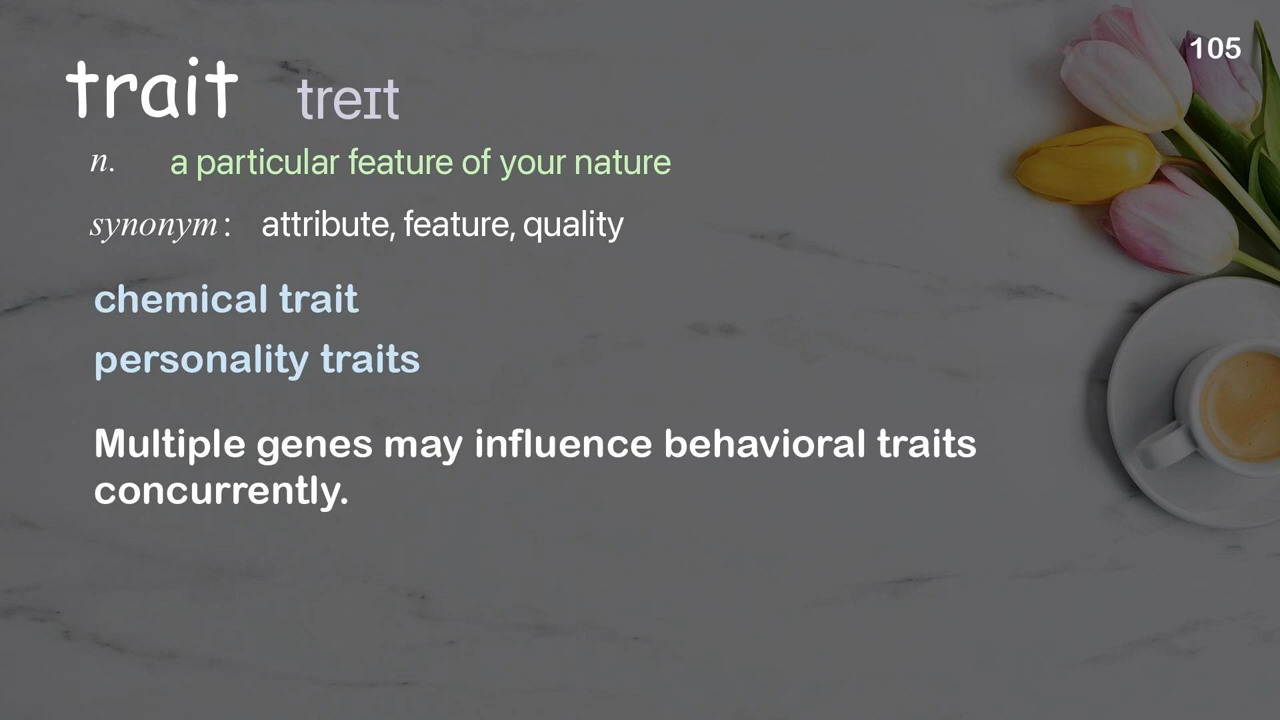 105
trait treɪt
n. a particular feature of your nature
synonym: attribute, feature, quality
chemical trait
personality traits
Multiple genes may influence behavioral traits
concurrently.